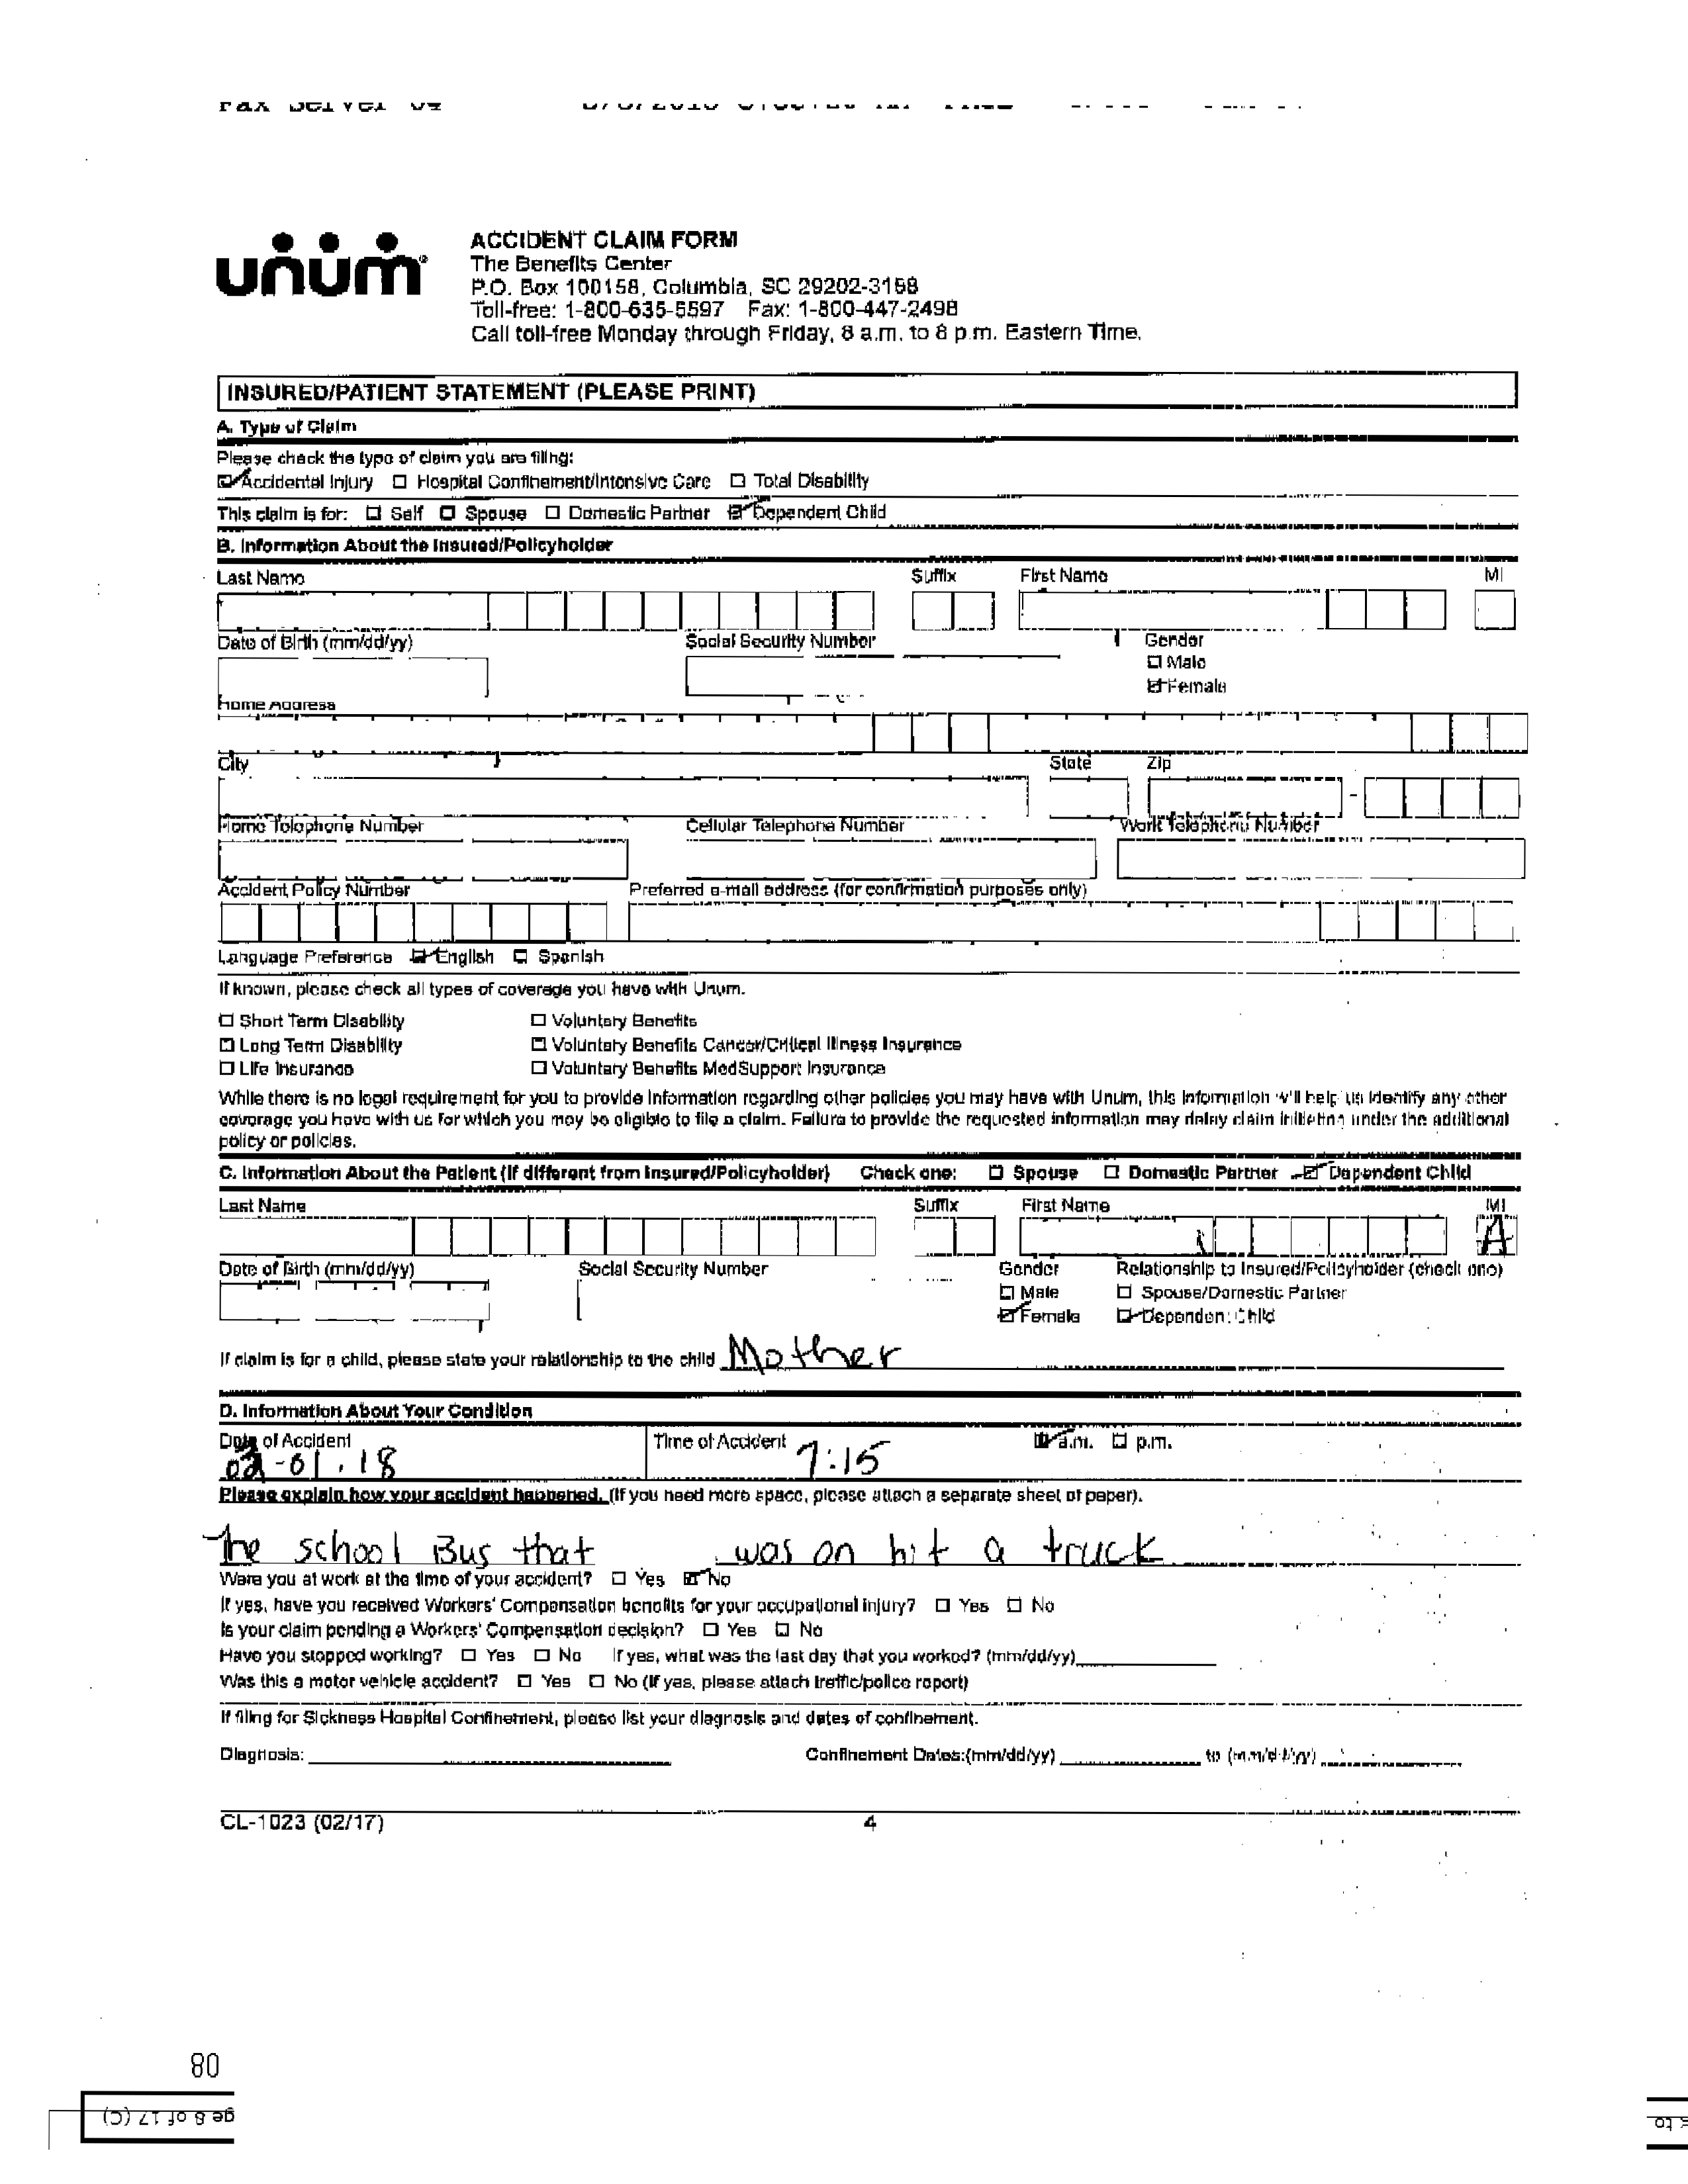 Fax Server 04
unum
ACCIDENT CLAIM FORM
The Benefits Center
P.O. Box 100158, Columbia, SC 29202-3158
Toll-free: 1-800-635-5597 Fax: 1-800-447-2498
Call toll-free Monday through Friday, 8 a.m. to 8 p.m. Eastern Time.
INSURED/PATIENT STATEMENT (PLEASE PRINT)
A. Type of Claim
Please check the type of claim you are filing:
☑ Accidental Injury ☐ Hospital Confinement/Intensive Care ☐ Total Disability
This claim is for: ☐ Self ☐ Spouse ☐ Domestic Partner ☑ Dependent Child
B. Information About the Insured/Policyholder
Last Name Suffix First Name MI
Date of Birth (mm/dd/yy) Social Security Number Gender
☐ Male
☑ Female
Home Address
City State Zip
Home Telephone Number Cellular Telephone Number Work Telephone Number
Accident Policy Number Preferred e-mail address (for confirmation purposes only)
Language Preference ☑ English ☐ Spanish
If known, please check all types of coverage you have with Unum.
☐ Short Term Disability ☐ Voluntary Benefits
☐ Long Term Disability ☐ Voluntary Benefits Cancer/Critical Illness Insurance
☐ Life Insurance ☐ Voluntary Benefits MedSupport Insurance
While there is no legal requirement for you to provide information regarding other policies you may have with Unum, this information will help us identify any other
coverage you have with us for which you may be eligible to file a claim. Failure to provide the requested information may delay claim initiation under the additional
policy or policies.
C. Information About the Patient (If different from Insured/Policyholder) Check one: ☐ Spouse ☐ Domestic Partner ☑ Dependent Child
Last Name Suffix First Name MI
A
Date of Birth (mm/dd/yy) Social Security Number Gender Relationship to Insured/Policyholder (check one)
☐ Male ☐ Spouse/Domestic Partner
☑ Female ☑ Dependent Child
If claim is for a child, please state your relationship to the child Mother
D. Information About Your Condition
Date of Accident Time of Accident ☑ a.m. ☐ p.m.
02-01.18 7:15
Please explain how your accident happened. (If you need more space, please attach a separate sheet of paper).
The school Bus that was on hit a truck
Were you at work at the time of your accident? ☐ Yes ☑ No
If yes, have you received Workers' Compensation benefits for your occupational injury? ☐ Yes ☐ No
Is your claim pending a Workers' Compensation decision? ☐ Yes ☐ No
Have you stopped working? ☐ Yes ☐ No If yes, what was the last day that you worked? (mm/dd/yy)
Was this a motor vehicle accident? ☐ Yes ☐ No (If yes, please attach traffic/police report)
If filing for Sickness Hospital Confinement, please list your diagnosis and dates of confinement.
Diagnosis: Confinement Dates:(mm/dd/yy) to (mm/dd/yy)
CL-1023 (02/17) 4
80
ge 8 of 17 (C)
to